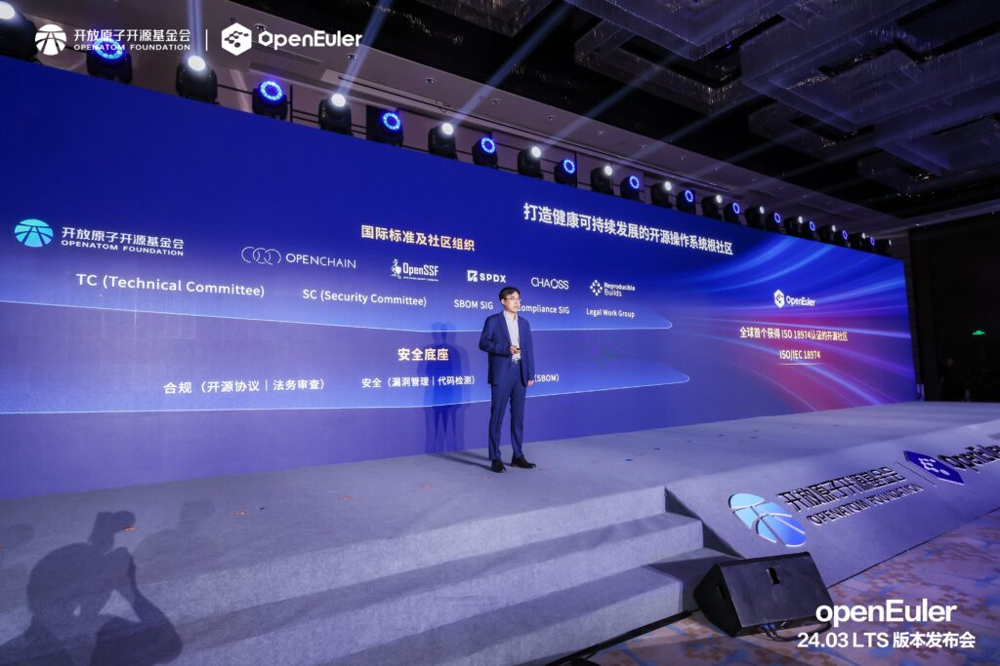 开放原子开源基金会
OPENATOM FOUNDATION
OpenEuler
打造健康可持续发展的开源操作系统根社区
开放原子开源基金会
OPENATOM FOUNDATION
国际标准及社区组织
OPENCHAIN
OpenSSF
SPDX
CHAOSS
Reproducible
Builds
TC (Technical Committee)
SC (Security Committee)
SBOM SIG
ompliance SIG
Legal Work Group
OpenEuler
全球首个获得 ISO 18974认证的开源社区
ISO/IEC 18974
安全底座
合规（开源协议｜法务审查）
安全（漏洞管理｜代码检测）
(SBOM)
开放原子开源基金会
OPENATOM FOUNDATION
openEuler
24.03 LTS 版本发布会